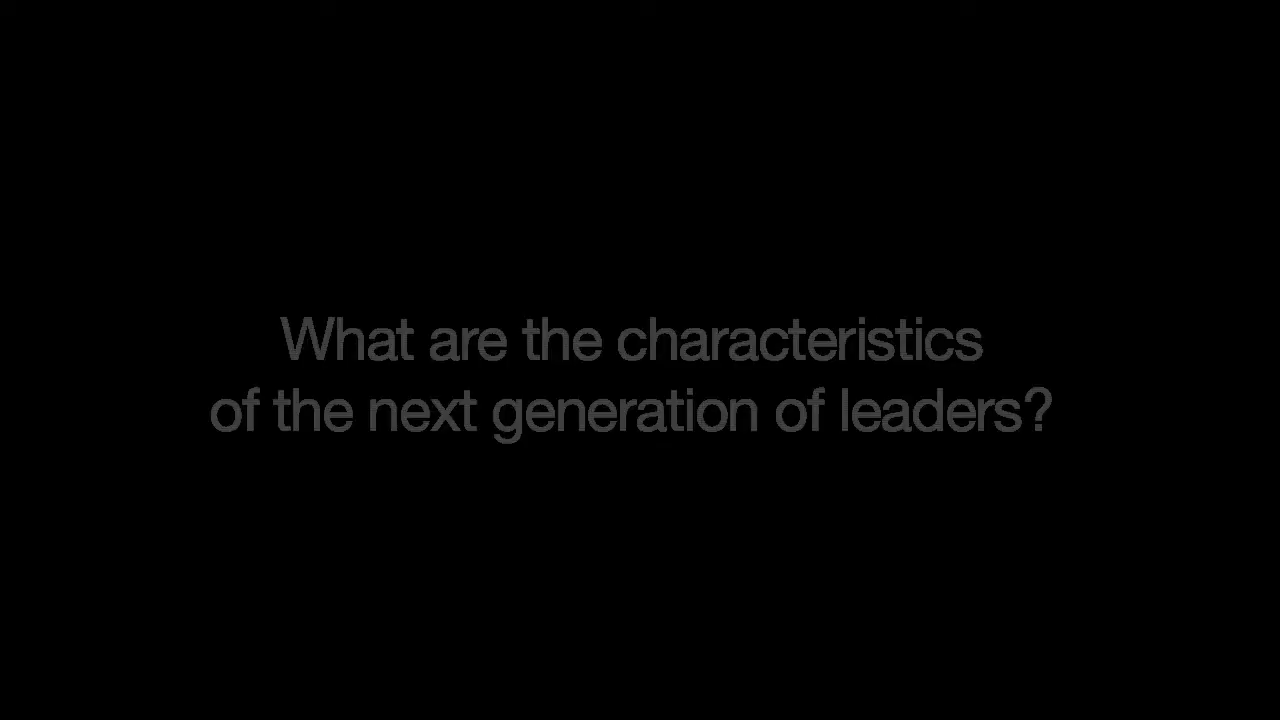 What are the characteristics
of the next generation of leaders?